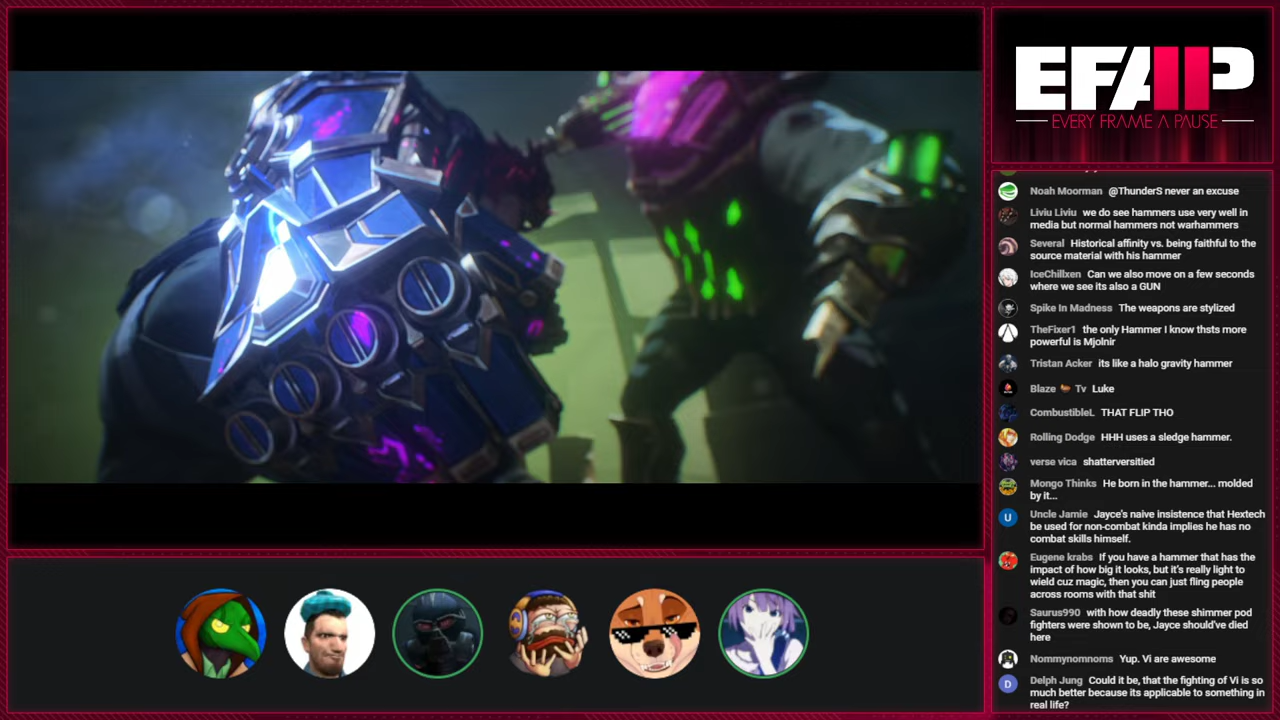 EFAP
EVERY FRAME A PAUSE
Noah Moorman @ThunderS never an excuse
Liviu Liviu we do see hammers use very well in
media but normal hammers not warhammers
Several Historical affinity vs. being faithful to the
source material with his hammer
IceChillxen Can we also move on a few seconds
where we see its also a GUN
Spike In Madness The weapons are stylized
TheFixer1 the only Hammer I know thsts more
powerful is Mjolnir
Tristan Acker its like a halo gravity hammer
Blaze Tv Luke
CombustibleL THAT FLIP THO
Rolling Dodge HHH uses a sledge hammer.
verse vica shatterversitied
Mongo Thinks He born in the hammer... molded
by it...
U
Uncle Jamie Jayce's naive insistence that Hextech
be used for non-combat kinda implies he has no
combat skills himself.
Eugene krabs If you have a hammer that has the
impact of how big it looks, but it's really light to
wield cuz magic, then you can just fling people
across rooms with that shit
Saurus990 with how deadly these shimmer pod
fighters were shown to be, Jayce should've died
here
Nommynomnoms Yup. Vi are awesome
D
Delph Jung Could it be, that the fighting of Vi is so
much better because its applicable to something in
real life?